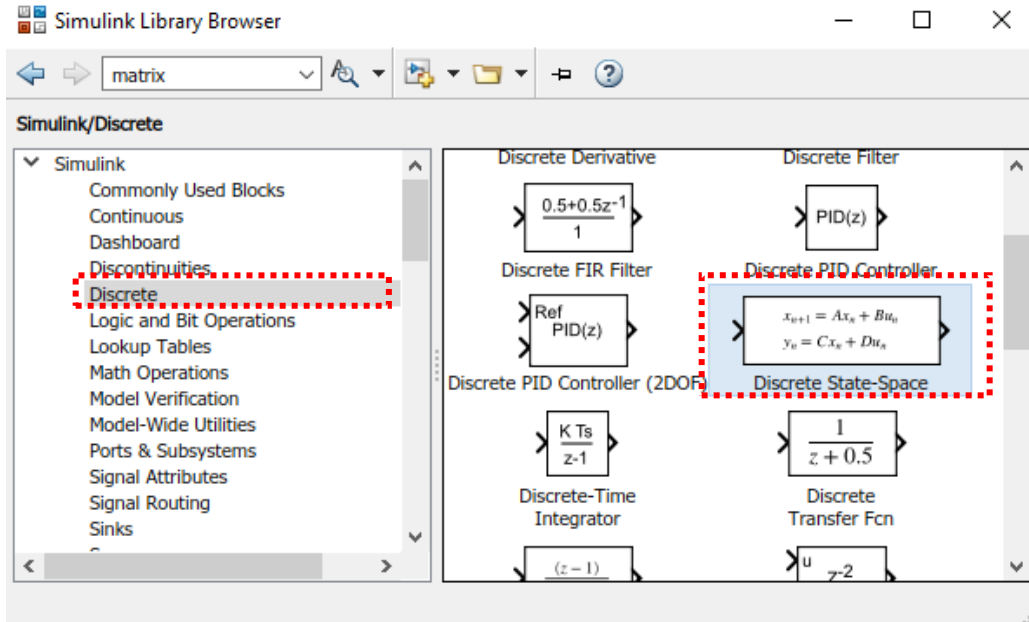 Simulink Library Browser
matrix
Simulink/Discrete
Simulink
Commonly Used Blocks
Continuous
Dashboard
Discontinuities
Discrete
Logic and Bit Operations
Lookup Tables
Math Operations
Model Verification
Model-Wide Utilities
Ports & Subsystems
Signal Attributes
Signal Routing
Sinks
Discrete Derivative
Discrete Filter
0.5+0.5z-1
1
Discrete FIR Filter
PID(z)
Discrete PID Controller
Ref
PID(z)
Discrete PID Controller (2DOF)
xn+1 = Axn + Bun
yn = Cxn + Dun
Discrete State-Space
K Ts
z-1
Discrete-Time
Integrator
1
z + 0.5
Discrete
Transfer Fcn
(z − 1)
u
z-2